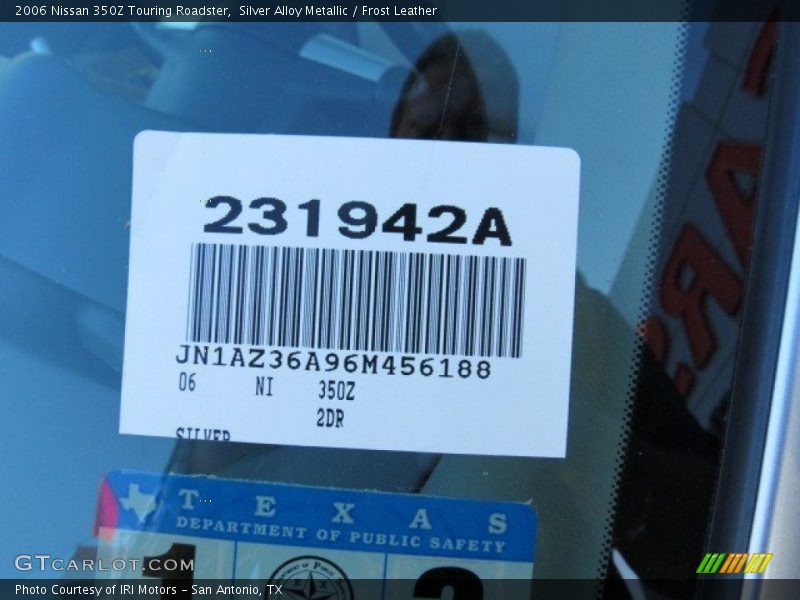 2006 Nissan 350Z Touring Roadster,  Silver Alloy Metallic / Frost Leather
231942A
JN1AZ36A96M456188
06 NI 350Z
2DR
SILVER
TEXAS
DEPARTMENT OF PUBLIC SAFETY
GTCARLOT.COM
Photo Courtesy of IRI Motors – San Antonio, TX